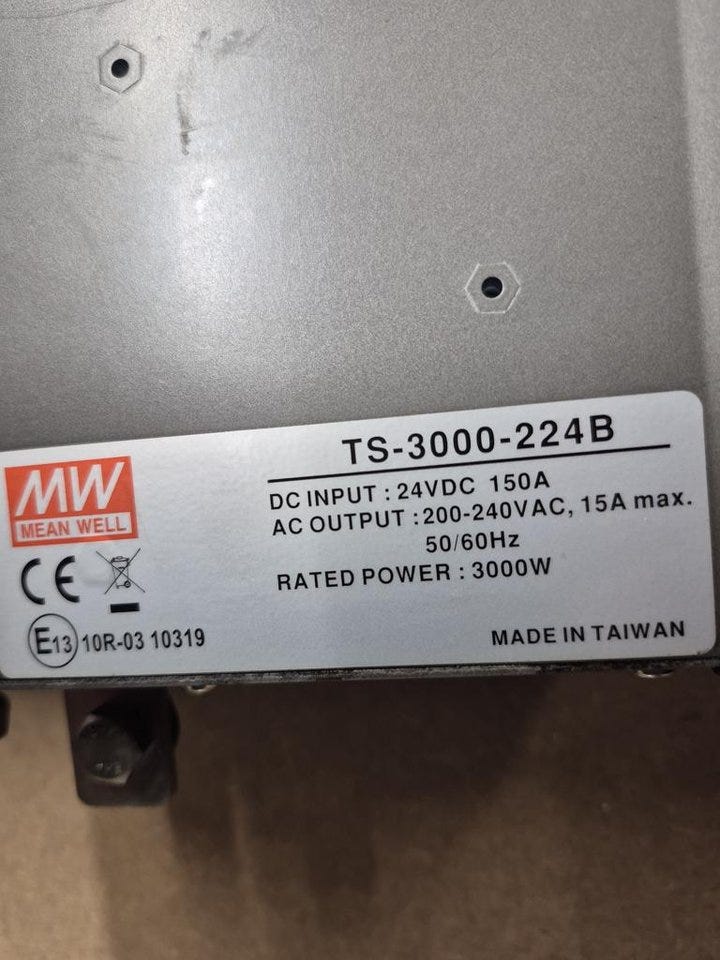 TS-3000-224B
MW
MEAN WELL
DC INPUT : 24VDC 150A
AC OUTPUT : 200-240VAC, 15A max.
50/60Hz
RATED POWER : 3000W
CE
E13 10R-03 10319
MADE IN TAIWAN